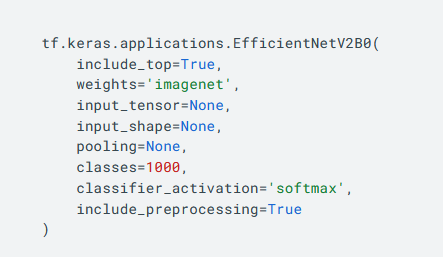 tf.keras.applications.EfficientNetV2B0(
    include_top=True,
    weights='imagenet',
    input_tensor=None,
    input_shape=None,
    pooling=None,
    classes=1000,
    classifier_activation='softmax',
    include_preprocessing=True
)